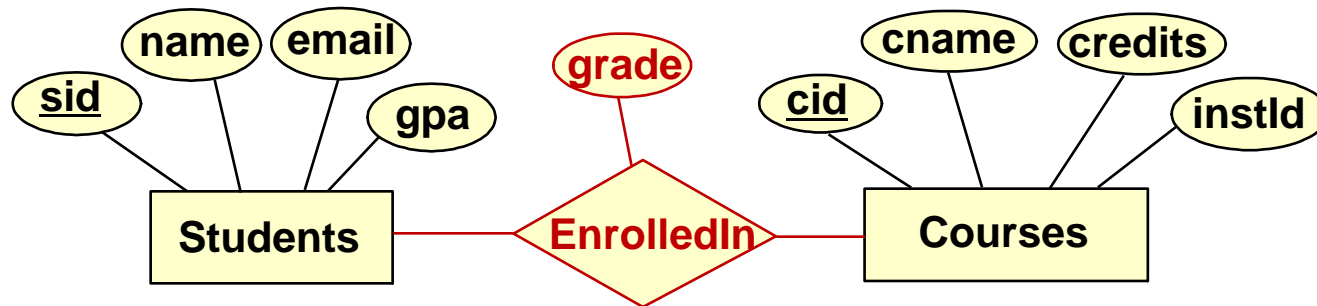 name
email
sid
gpa
grade
cname
credits
cid
instId
Students
EnrolledIn
Courses